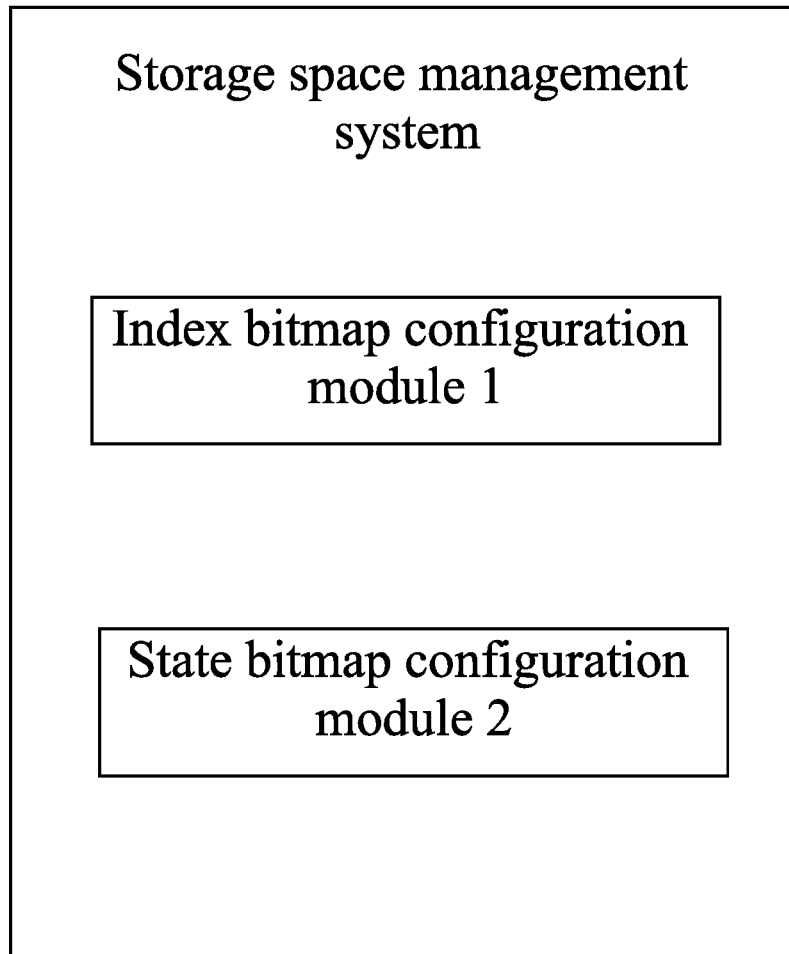 Storage space management
system
Index bitmap configuration
module 1
State bitmap configuration
module 2